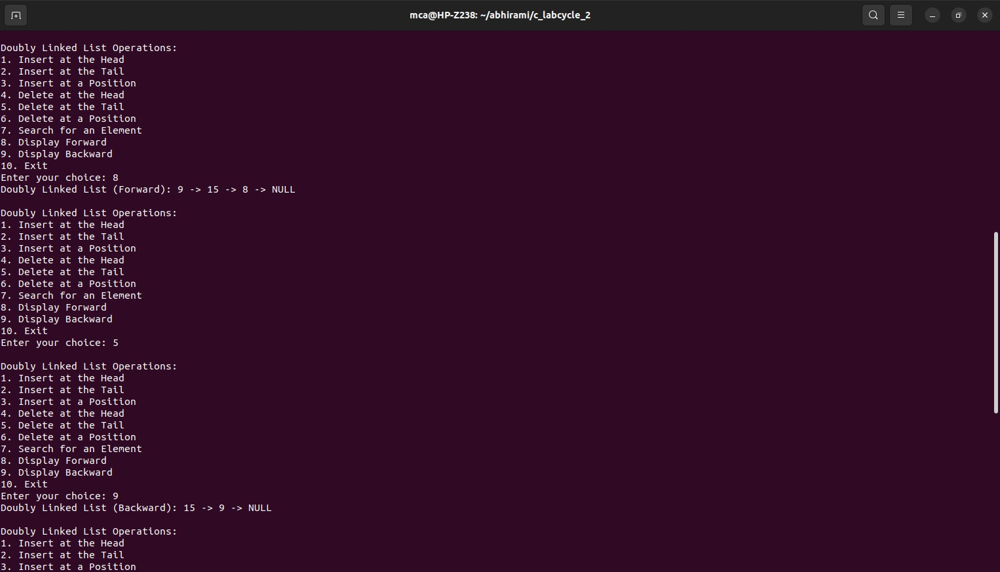 mca@HP-Z238: ~/abhirami/c_labcycle_2
Doubly Linked List Operations:
1. Insert at the Head
2. Insert at the Tail
3. Insert at a Position
4. Delete at the Head
5. Delete at the Tail
6. Delete at a Position
7. Search for an Element
8. Display Forward
9. Display Backward
10. Exit
Enter your choice: 8
Doubly Linked List (Forward): 9 -> 15 -> 8 -> NULL
Doubly Linked List Operations:
1. Insert at the Head
2. Insert at the Tail
3. Insert at a Position
4. Delete at the Head
5. Delete at the Tail
6. Delete at a Position
7. Search for an Element
8. Display Forward
9. Display Backward
10. Exit
Enter your choice: 5
Doubly Linked List Operations:
1. Insert at the Head
2. Insert at the Tail
3. Insert at a Position
4. Delete at the Head
5. Delete at the Tail
6. Delete at a Position
7. Search for an Element
8. Display Forward
9. Display Backward
10. Exit
Enter your choice: 9
Doubly Linked List (Backward): 15 -> 9 -> NULL
Doubly Linked List Operations:
1. Insert at the Head
2. Insert at the Tail
3. Insert at a Position